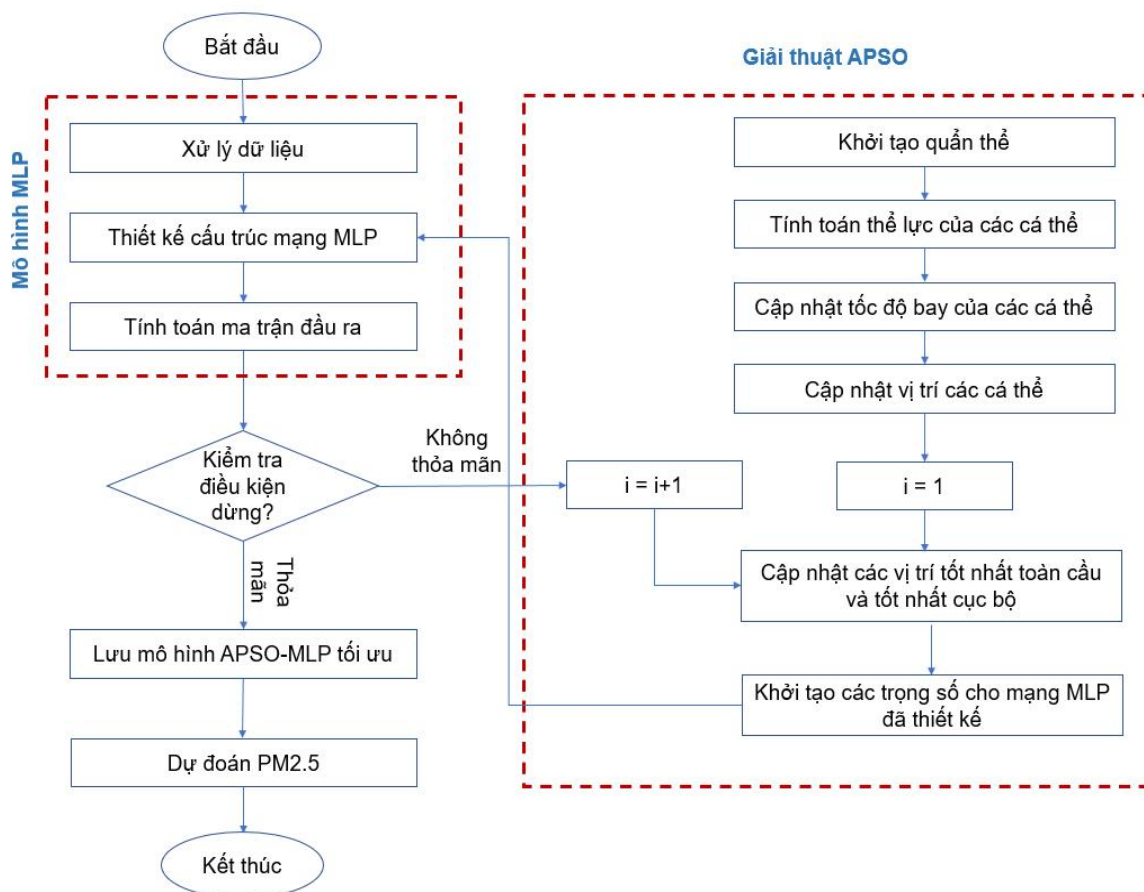 Bắt đầu
Mô hình MLP
Xử lý dữ liệu
Thiết kế cấu trúc mạng MLP
Tính toán ma trận đầu ra
Kiểm tra
điều kiện
dừng?
Không
thỏa mãn
Thỏa
mãn
Lưu mô hình APSO-MLP tối ưu
Dự đoán PM2.5
Kết thúc
Giải thuật APSO
Khởi tạo quẩn thể
Tính toán thể lực của các cá thể
Cập nhật tốc độ bay của các cá thể
Cập nhật vị trí các cá thể
i = i+1
i = 1
Cập nhật các vị trí tốt nhất toàn cầu
và tốt nhất cục bộ
Khởi tạo các trọng số cho mạng MLP
đã thiết kế